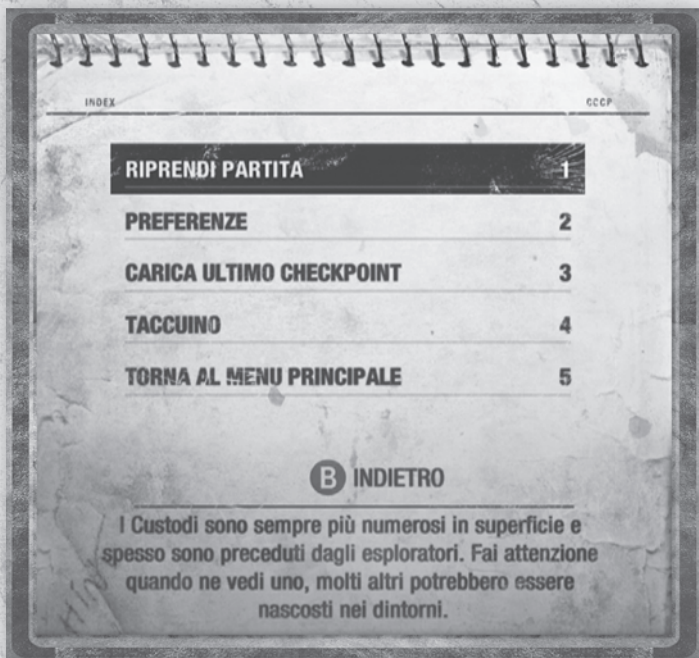 INDEX CCCP
RIPRENDI PARTITA 1
PREFERENZE 2
CARICA ULTIMO CHECKPOINT 3
TACCUINO 4
TORNA AL MENU PRINCIPALE 5
B INDIETRO
I Custodi sono sempre più numerosi in superficie e
spesso sono preceduti dagli esploratori. Fai attenzione
quando ne vedi uno, molti altri potrebbero essere
nascosti nei dintorni.